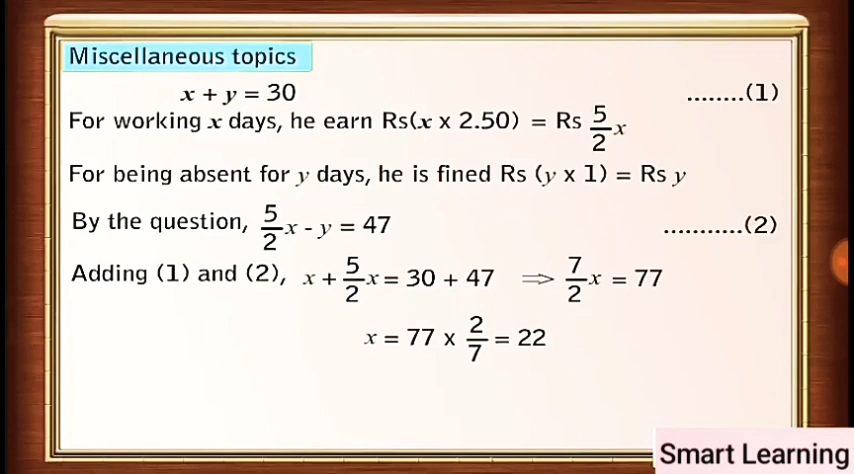 Miscellaneous topics
x + y = 30 ........(1)
For working x days, he earn Rs(x x 2.50) = Rs 5/2 x
For being absent for y days, he is fined Rs (y x 1) = Rs y
By the question, 5/2 x - y = 47 ...........(2)
Adding (1) and (2), x + 5/2 x = 30 + 47 ⇒ 7/2 x = 77
x = 77 x 2/7 = 22
Smart Learning